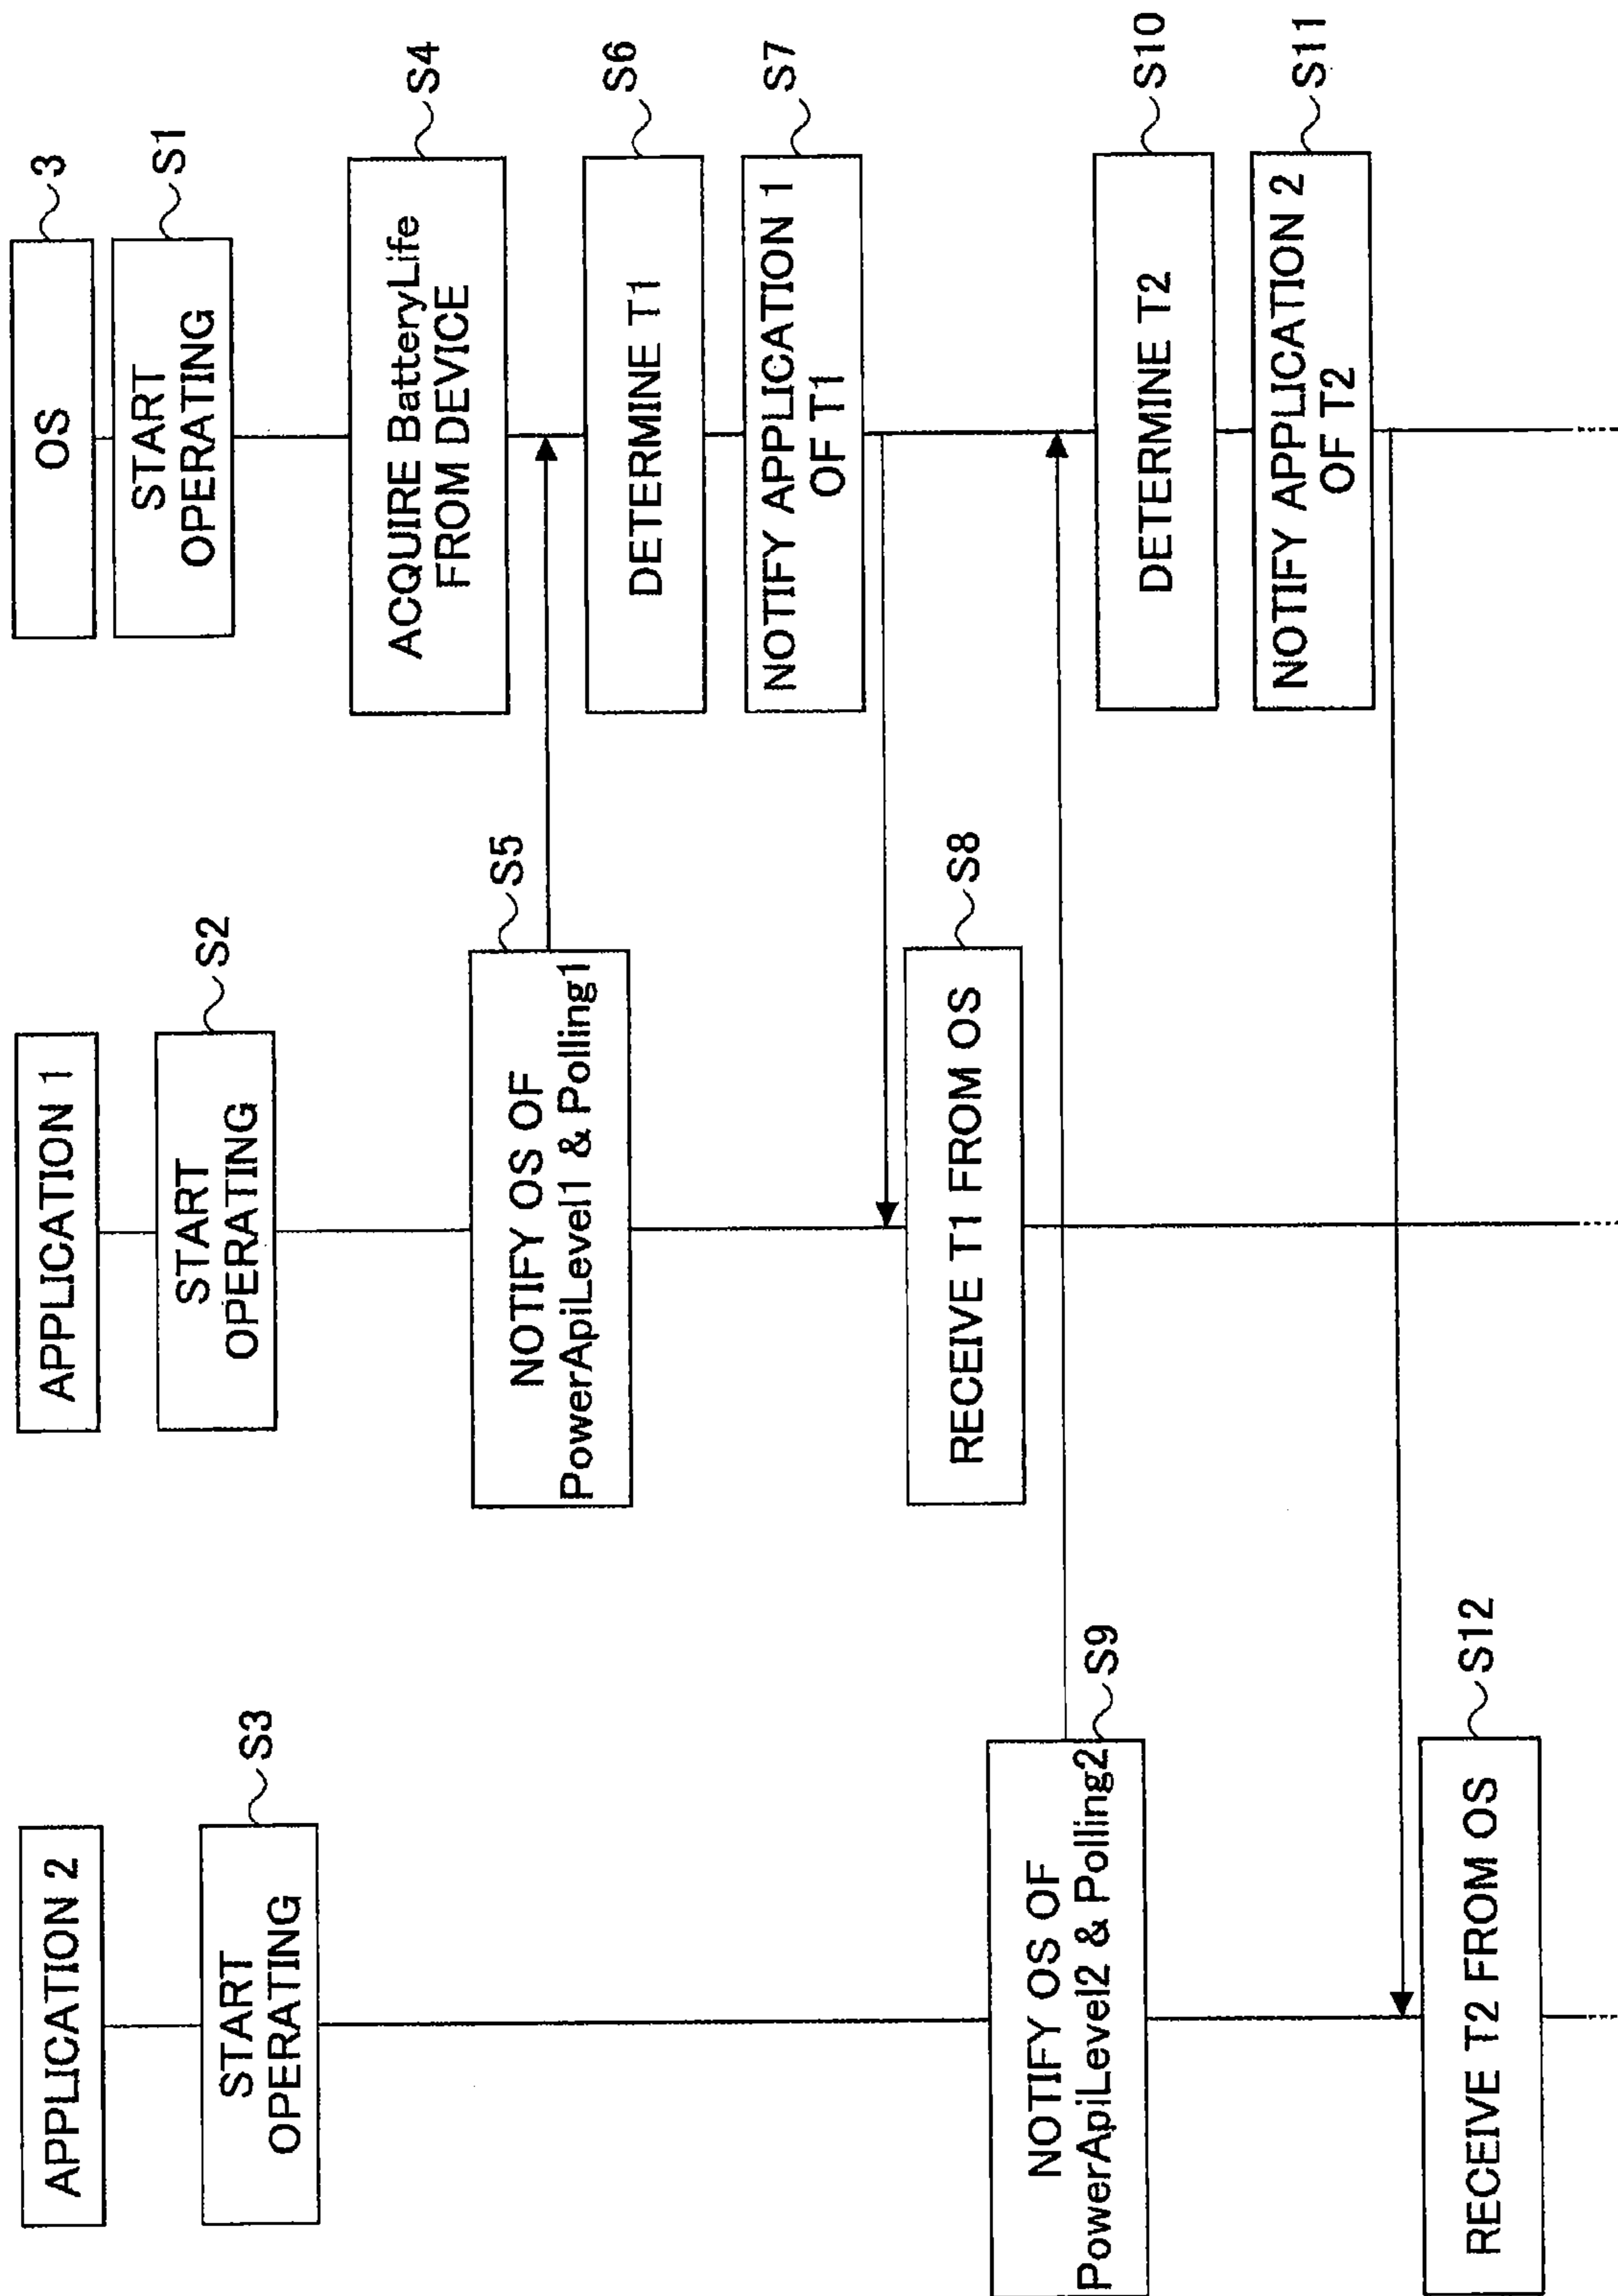 APPLICATION 2
START
OPERATING
S3
NOTIFY OS OF
PowerApiLevel2 & Polling2
S9
RECEIVE T2 FROM OS
S12
APPLICATION 1
START
OPERATING
S2
NOTIFY OS OF
PowerApiLevel1 & Polling1
S5
RECEIVE T1 FROM OS
S8
OS
3
START
OPERATING
S1
ACQUIRE BatteryLife
FROM DEVICE
S4
DETERMINE T1
S6
NOTIFY APPLICATION 1
OF T1
S7
DETERMINE T2
S10
NOTIFY APPLICATION 2
OF T2
S11